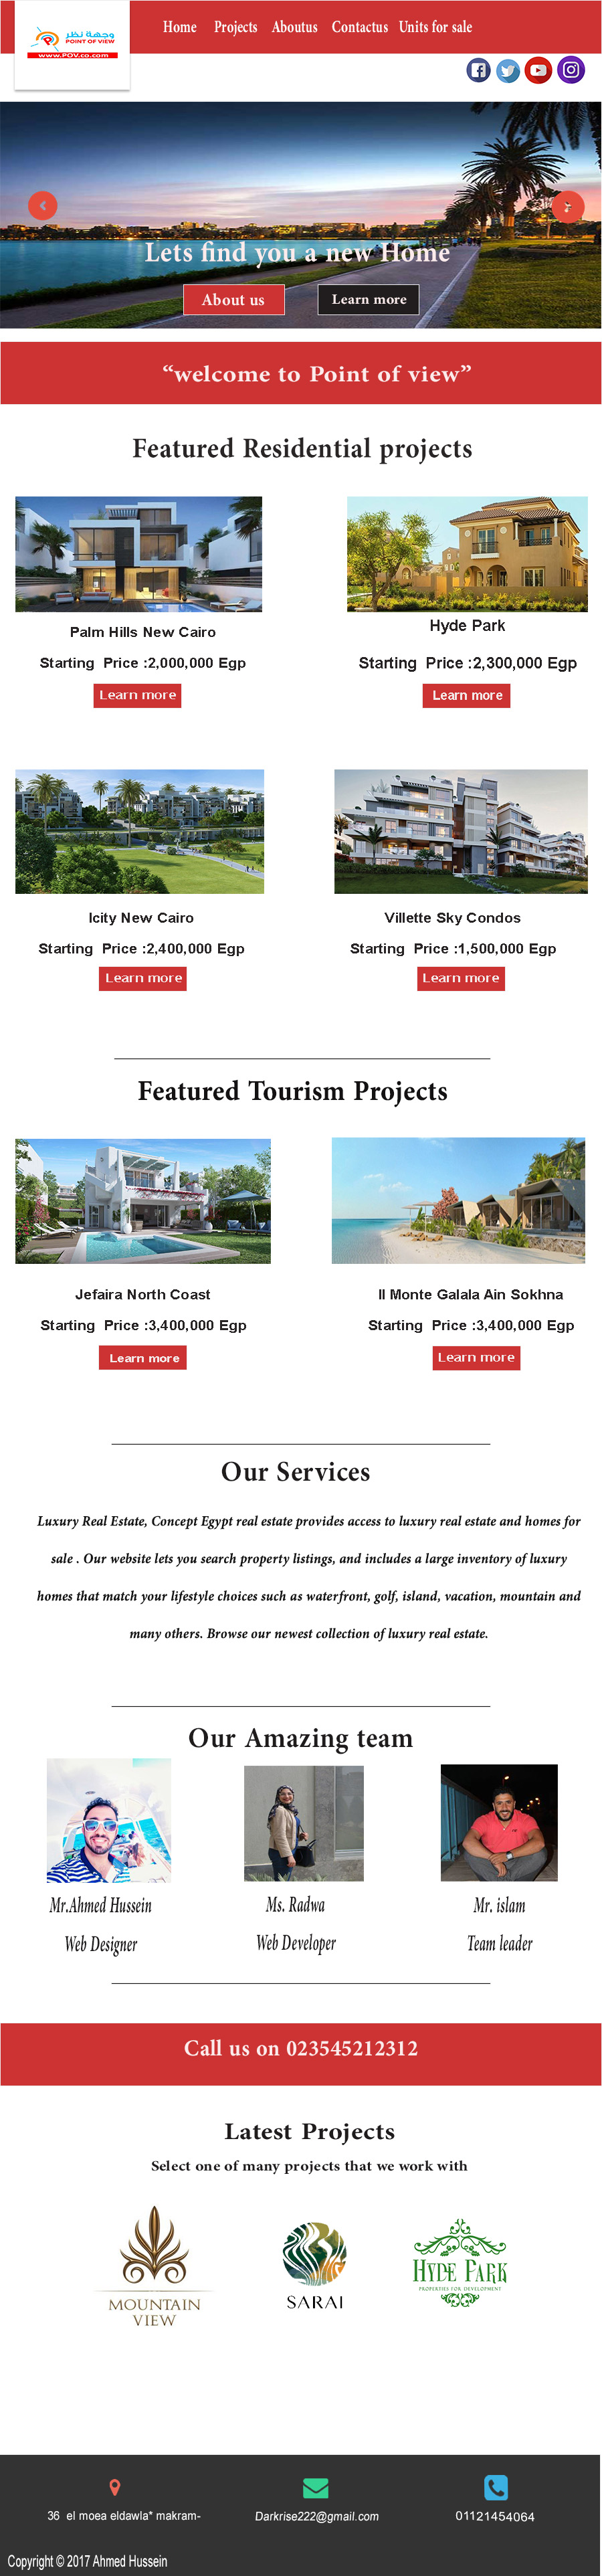 وجهة نظر
POINT OF VIEW
www.POV.co.com
Home Projects Aboutus Contactus Units for sale
Lets find you a new Home
About us Learn more
“welcome to Point of view”
Featured Residential projects
Palm Hills New Cairo
Starting Price :2,000,000 Egp
Learn more
Hyde Park
Starting Price :2,300,000 Egp
Learn more
Icity New Cairo
Starting Price :2,400,000 Egp
Learn more
Villette Sky Condos
Starting Price :1,500,000 Egp
Learn more
Featured Tourism Projects
Jefaira North Coast
Starting Price :3,400,000 Egp
Learn more
Il Monte Galala Ain Sokhna
Starting Price :3,400,000 Egp
Learn more
Our Services
Luxury Real Estate, Concept Egypt real estate provides access to luxury real estate and homes for
sale . Our website lets you search property listings, and includes a large inventory of luxury
homes that match your lifestyle choices such as waterfront, golf, island, vacation, mountain and
many others. Browse our newest collection of luxury real estate.
Our Amazing team
Mr.Ahmed Hussein
Web Designer
Ms. Radwa
Web Developer
Mr. islam
Team leader
Call us on 023545212312
Latest Projects
Select one of many projects that we work with
MOUNTAIN
VIEW
SARAI
HYDE PARK
PROPERTIES FOR DEVELOPMENT
36 el moea eldawla* makram-
Darkrise222@gmail.com
01121454064
Copyright © 2017 Ahmed Hussein